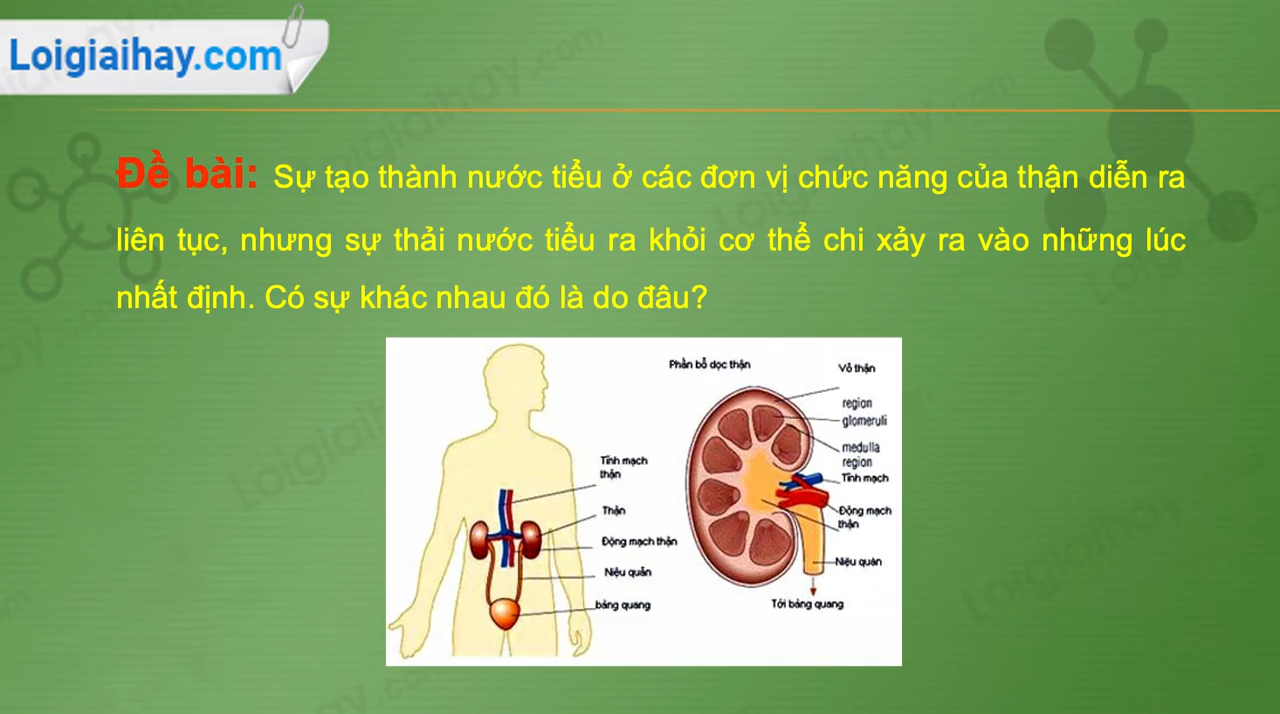 Loigiaihay.com
Đề bài: Sự tạo thành nước tiểu ở các đơn vị chức năng của thận diễn ra
liên tục, nhưng sự thải nước tiểu ra khỏi cơ thể chi xảy ra vào những lúc
nhất định. Có sự khác nhau đó là do đâu?
Tĩnh mạch
thận
Thận
Động mạch thận
Niệu quản
bàng quang
Phần bổ dọc thận
Vỏ thận
region
glomeruli
medulla
region
Tĩnh mạch
Động mạch
thận
Niệu quản
Tới bàng quang